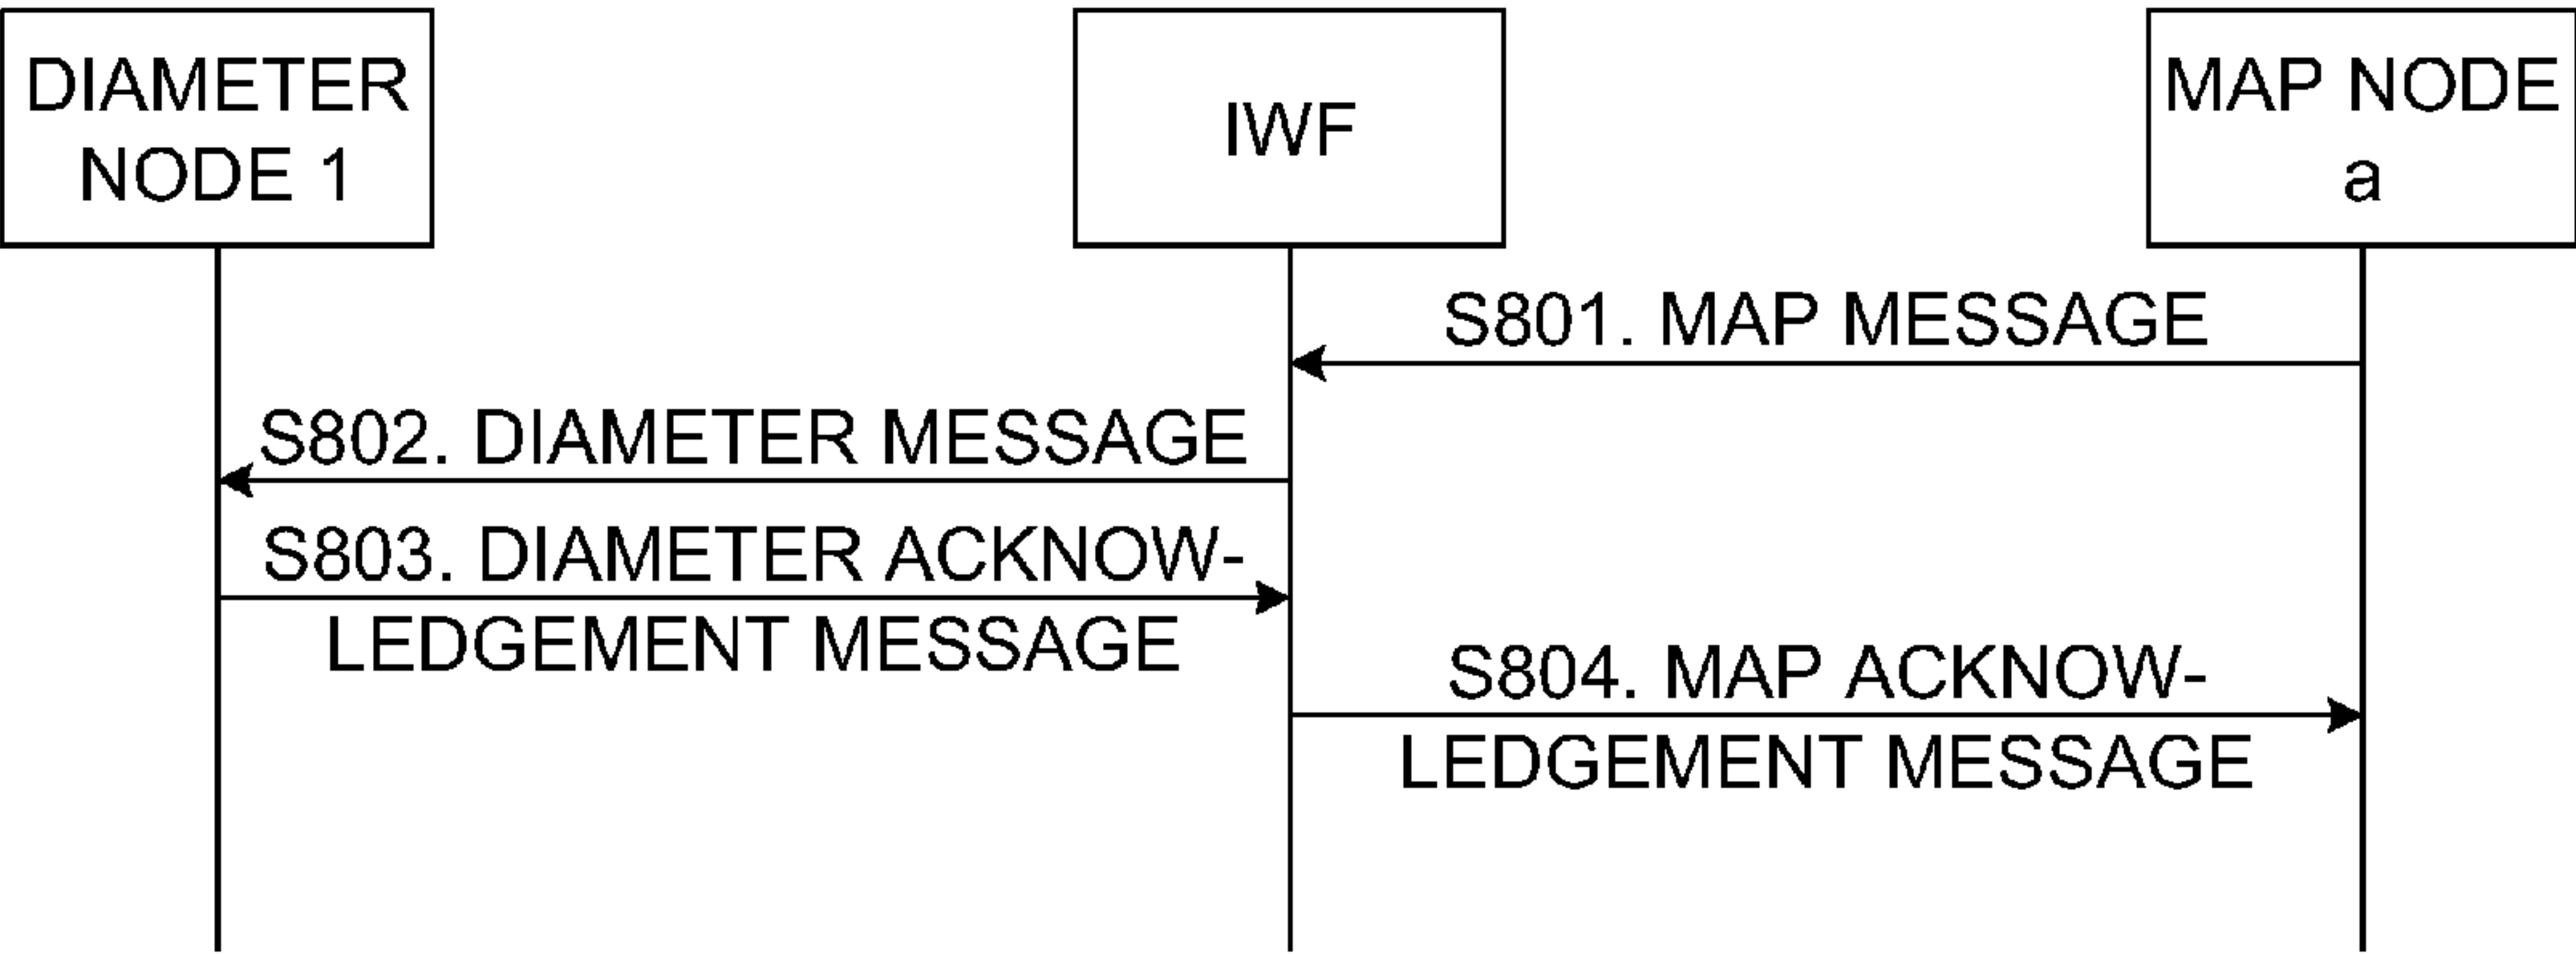 DIAMETER
NODE 1
IWF
MAP NODE
a
S801. MAP MESSAGE
S802. DIAMETER MESSAGE
S803. DIAMETER ACKNOW-
LEDGEMENT MESSAGE
S804. MAP ACKNOW-
LEDGEMENT MESSAGE